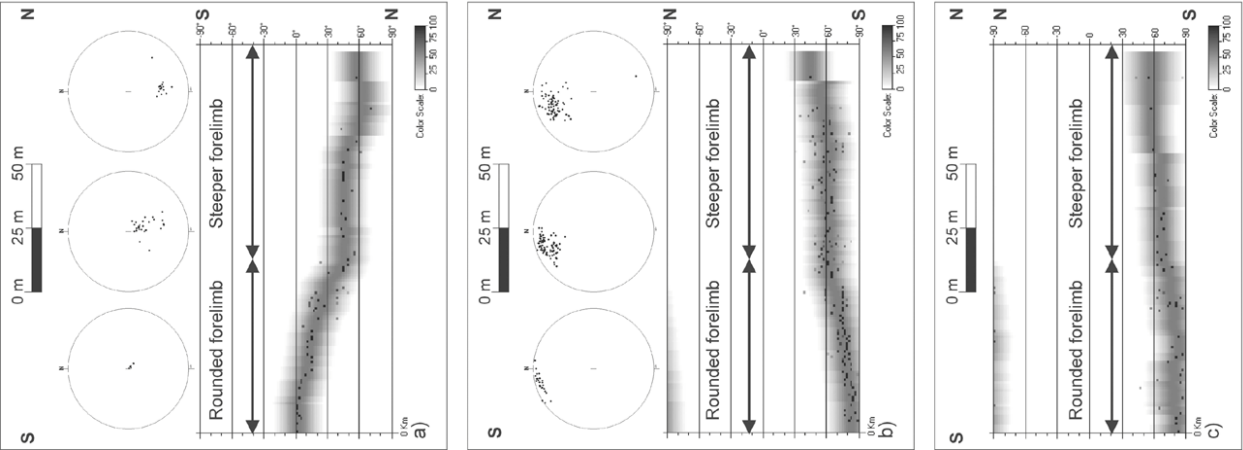 S N
0 m 25 m 50 m
N N N
S
-90°
-60°
-30°
0°
30°
60°
90°
N
Rounded forelimb Steeper forelimb
0 Km
a)
Color Scale: 0 25 50 75 100
S N
0 m 25 m 50 m
N N N
N
-90°
-60°
-30°
0°
30°
60°
90°
S
Rounded forelimb Steeper forelimb
0 Km
b)
Color Scale: 0 25 50 75 100
S N
0 m 25 m 50 m
N
90
60
0
30
60
90
S
Rounded forelimb Steeper forelimb
0 Km
c)
Color Scale: 0 25 50 75 100